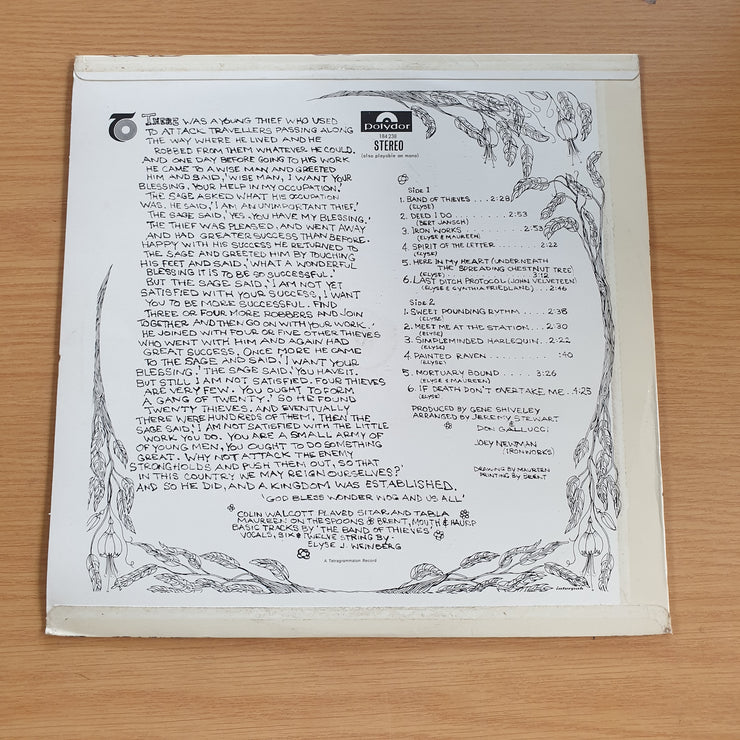 THERE WAS A YOUNG THIEF WHO USED
TO ATTACK TRAVELLERS PASSING ALONG
THE WAY WHERE HE LIVED AND HE
ROBBED FROM THEM WHATEVER HE COULD.
AND ONE DAY BEFORE GOING TO HIS WORK
HE CAME TO A WISE MAN AND GREETED
HIM AND SAID, 'WISE MAN, I WANT YOUR
BLESSING, YOUR HELP IN MY OCCUPATION.'
THE SAGE ASKED WHAT HIS OCCUPATION
WAS. HE SAID, 'I AM AN UNIMPORTANT THIEF.'
THE SAGE SAID, 'YES, YOU HAVE MY BLESSING.'
THE THIEF WAS PLEASED, AND WENT AWAY
AND HAD GREATER SUCCESS THAN BEFORE.
HAPPY WITH HIS SUCCESS HE RETURNED TO
THE SAGE AND GREETED HIM BY TOUCHING
HIS FEET AND SAID, 'WHAT A WONDERFUL
BLESSING IT IS TO BE SO SUCCESSFUL.'
BUT THE SAGE SAID, 'I AM NOT YET
SATISFIED WITH YOUR SUCCESS, I WANT
YOU TO BE MORE SUCCESSFUL. FIND
THREE OR FOUR MORE ROBBERS AND JOIN
TOGETHER AND THEN GO ON WITH YOUR WORK.'
HE JOINED WITH FOUR OR FIVE OTHER THIEVES
WHO WENT WITH HIM AND AGAIN HAD
GREAT SUCCESS. ONCE MORE HE CAME
TO THE SAGE AND SAID, 'I WANT YOUR
BLESSING.' THE SAGE SAID, 'YOU HAVE IT.
BUT STILL I AM NOT SATISFIED. FOUR THIEVES
ARE VERY FEW. YOU OUGHT TO FORM
A GANG OF TWENTY.' SO HE FOUND
TWENTY THIEVES, AND EVENTUALLY
THERE WERE HUNDREDS OF THEM. THEN THE
SAGE SAID, 'I AM NOT SATISFIED WITH THE LITTLE
WORK YOU DO. YOU ARE A SMALL ARMY OF
OF YOUNG MEN, YOU OUGHT TO DO SOMETHING
GREAT. WHY NOT ATTACK THE ENEMY
STRONGHOLDS AND PUSH THEM OUT, SO THAT
IN THIS COUNTRY WE MAY REIGN OURSELVES?'
AND SO HE DID, AND A KINGDOM WAS ESTABLISHED.
'GOD BLESS WONDER WOG AND US ALL'
COLIN WALCOTT PLAYED SITAR AND TABLA
MAUREEN: ON THE SPOONS & BRENT, MOUTH & HARP
BASIC TRACKS BY 'THE BAND OF THIEVES'
VOCALS, SIX & TWELVE STRING BY-
ELYSE J. WEINBERG
A Tetragrammaton Record
Polydor
184 238
STEREO
(also playable on mono)
SIDE 1
1. BAND OF THIEVES . . . 2:28
(ELYSE)
2. DEED I DO . . . . . 2:53
(BERT JANSCH)
3. IRON WORKS . . . . . . 2:53
(ELYSE & MAUREEN)
4. SPIRIT OF THE LETTER . . . . 2:22
(ELYSE)
5. HERE IN MY HEART (UNDERNEATH
THE SPREADING CHESTNUT TREE)
(ELYSE) . . . . . . . . 3:12
6. LAST DITCH PROTOCOL (JOHN VELVETEEN)
(ELYSE & CYNTHIA FRIEDLAND) . . . 2:46
SIDE 2
1. SWEET POUNDING RYTHM . . . 2:38
(ELYSE)
2. MEET ME AT THE STATION . . . . 2:30
(ELYSE)
3. SIMPLEMINDED HARLEQUIN . . 2:22
(ELYSE)
4. PAINTED RAVEN . . . . . . :40
(ELYSE)
5. MORTUARY BOUND . . . . 3:26
(ELYSE & MAUREEN)
6. IF DEATH DON'T OVERTAKE ME . . 4:23
(ELYSE)
PRODUCED BY GENE SHIVELEY
ARRANGED BY JEREMY STEWART
&
DON GALLUCCI
JOEY NEWMAN
(IRONWORKS)
DRAWING BY MAUREEN
PRINTING BY BRENT
interpak